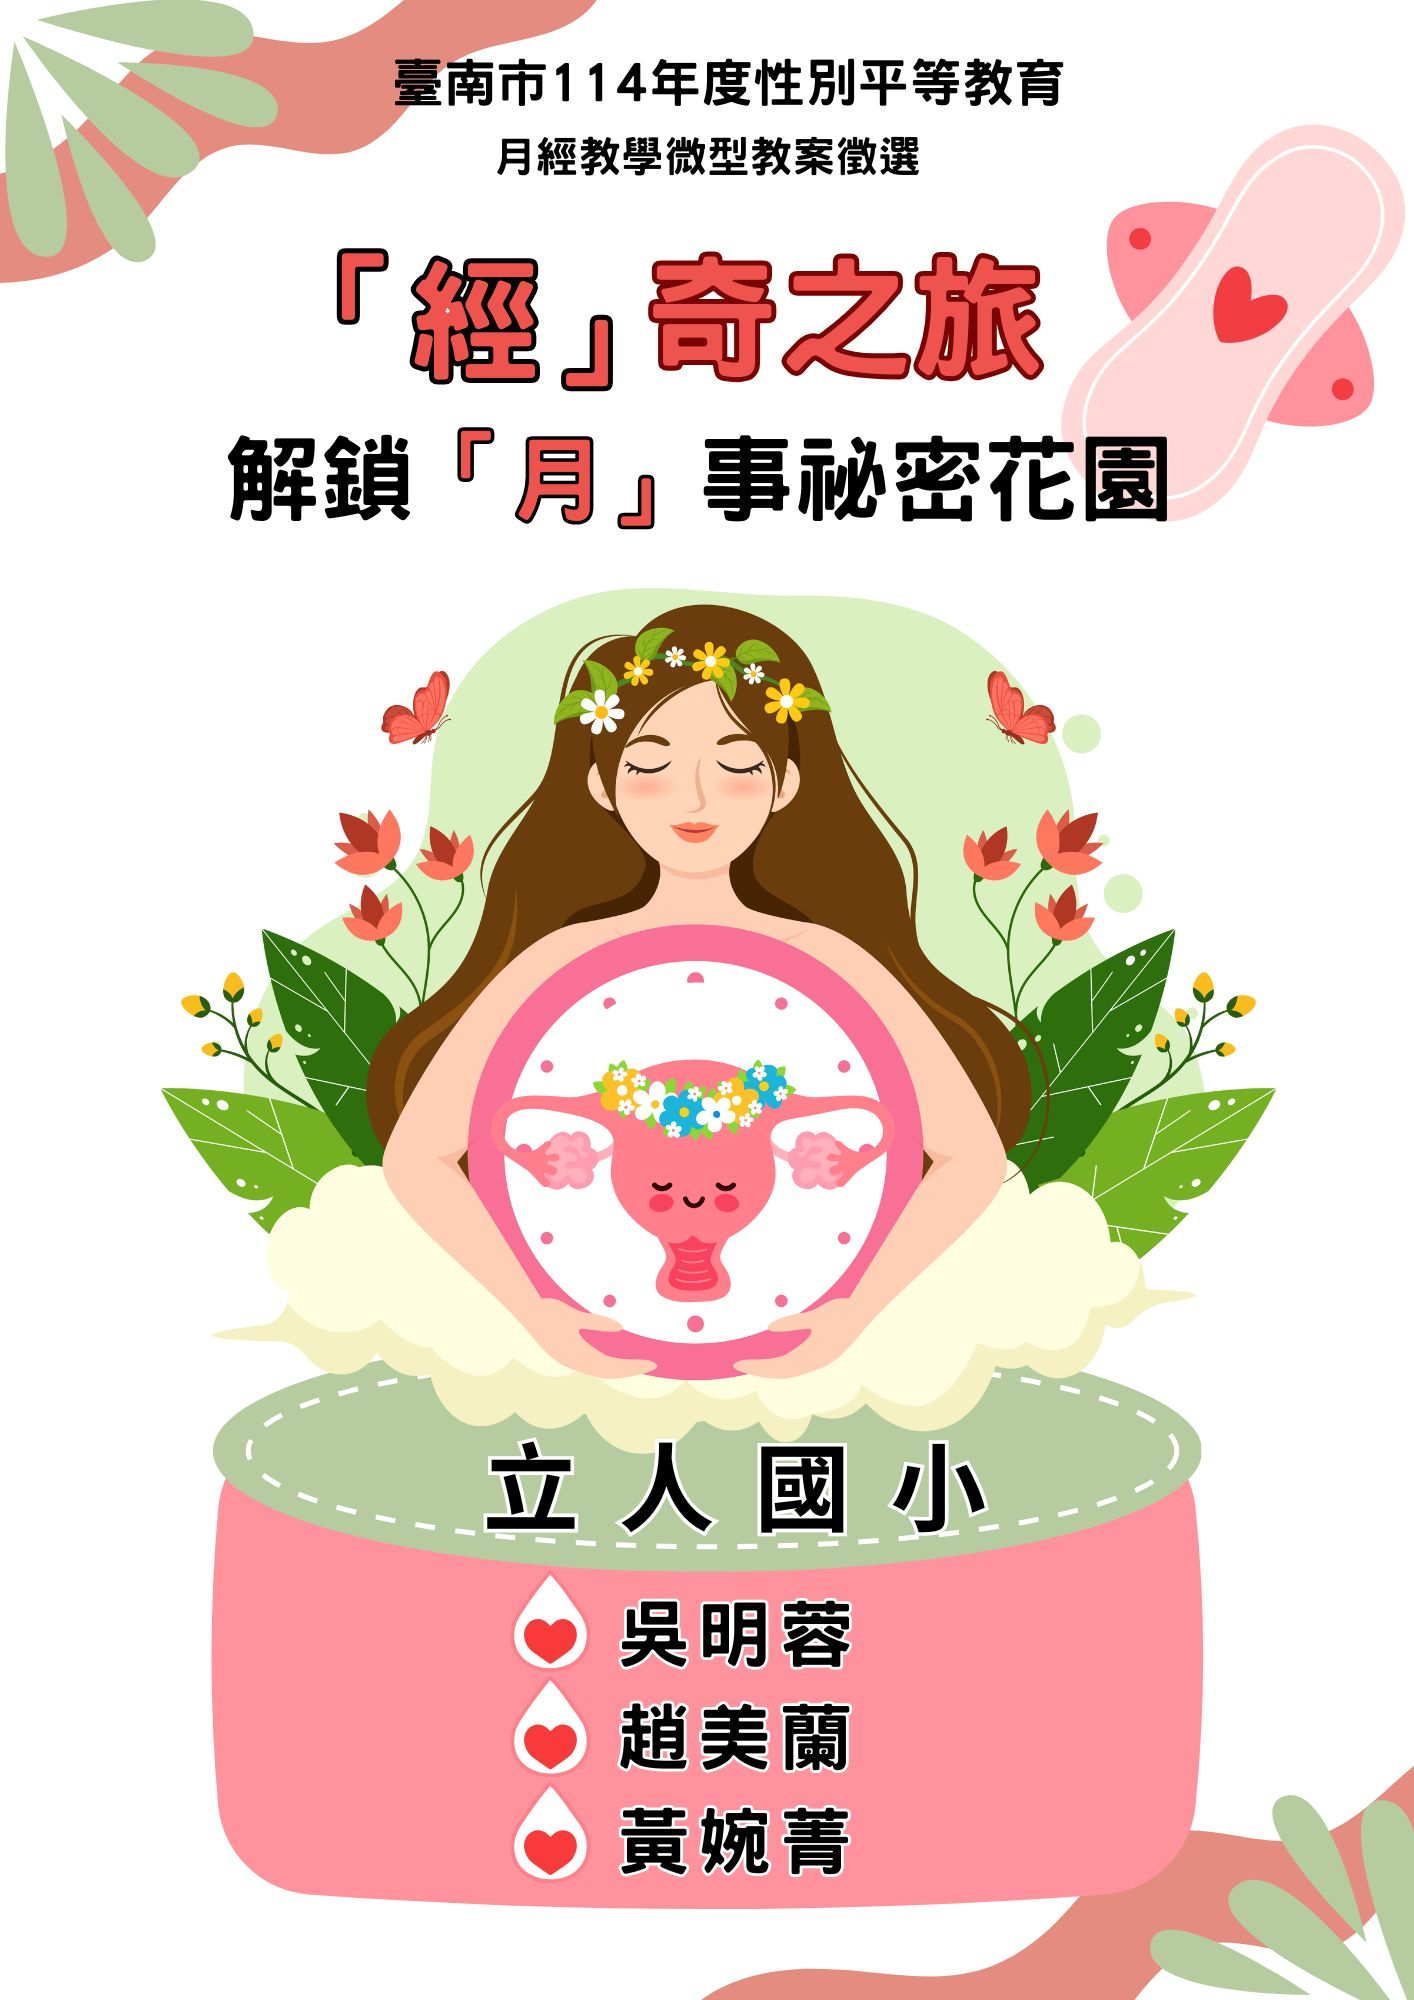 臺南市114年度性別平等教育
月經教學微型教案徵選
「經」奇之旅
解鎖「月」事祕密花園
立人國小
吳明蓉
趙美蘭
黃婉菁